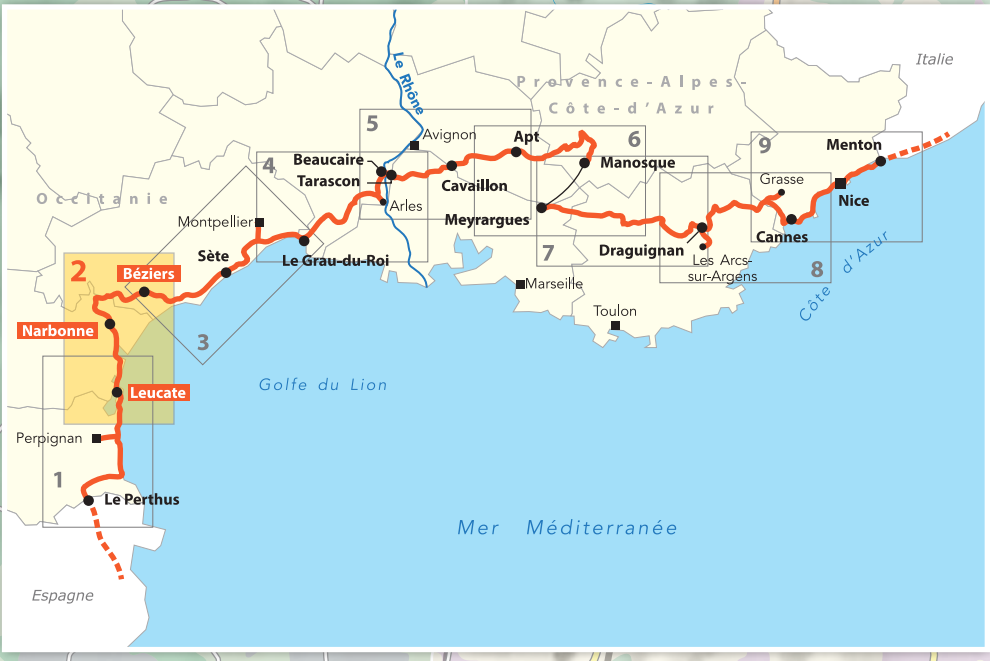 Italie
Le Rhône
Provence-Alpes-
Côte-d'Azur
5
Avignon
Apt
6
9
Menton
Beaucaire
4
Manosque
Tarascon
Cavaillon
Grasse
Occitanie
Arles
Nice
Montpellier
Meyrargues
Cannes
Sète
Le Grau-du-Roi
7
Draguignan
Les Arcs-
sur-Argens
8
Côte d'Azur
2
Béziers
Marseille
Toulon
Narbonne
3
Golfe du Lion
Leucate
Perpignan
1
Le Perthus
Mer Méditerranée
Espagne